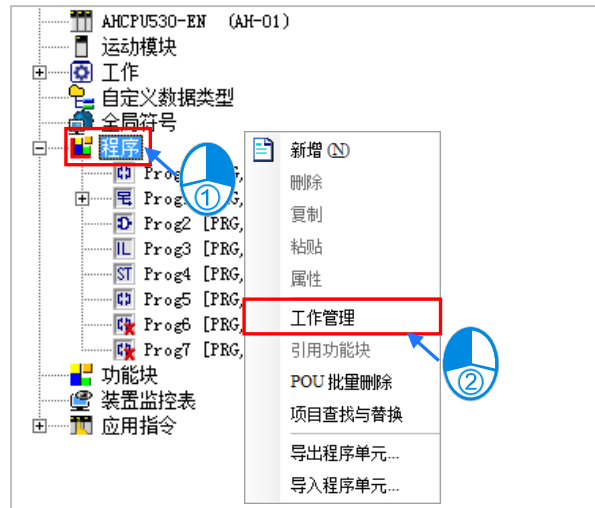 AHCPU530-EN (AH-01)
运动模块
工作
自定义数据类型
全局符号
程序
Prog
Prog
Prog2 [PRG,
Prog3 [PRG,
Prog4 [PRG,
Prog5 [PRG,
Prog6 [PRG,
Prog7 [PRG,
功能块
装置监控表
应用指令
新增 (N)
删除
复制
粘贴
属性
工作管理
引用功能块
POU 批量删除
项目查找与替换
导出程序单元...
导入程序单元...
①
②